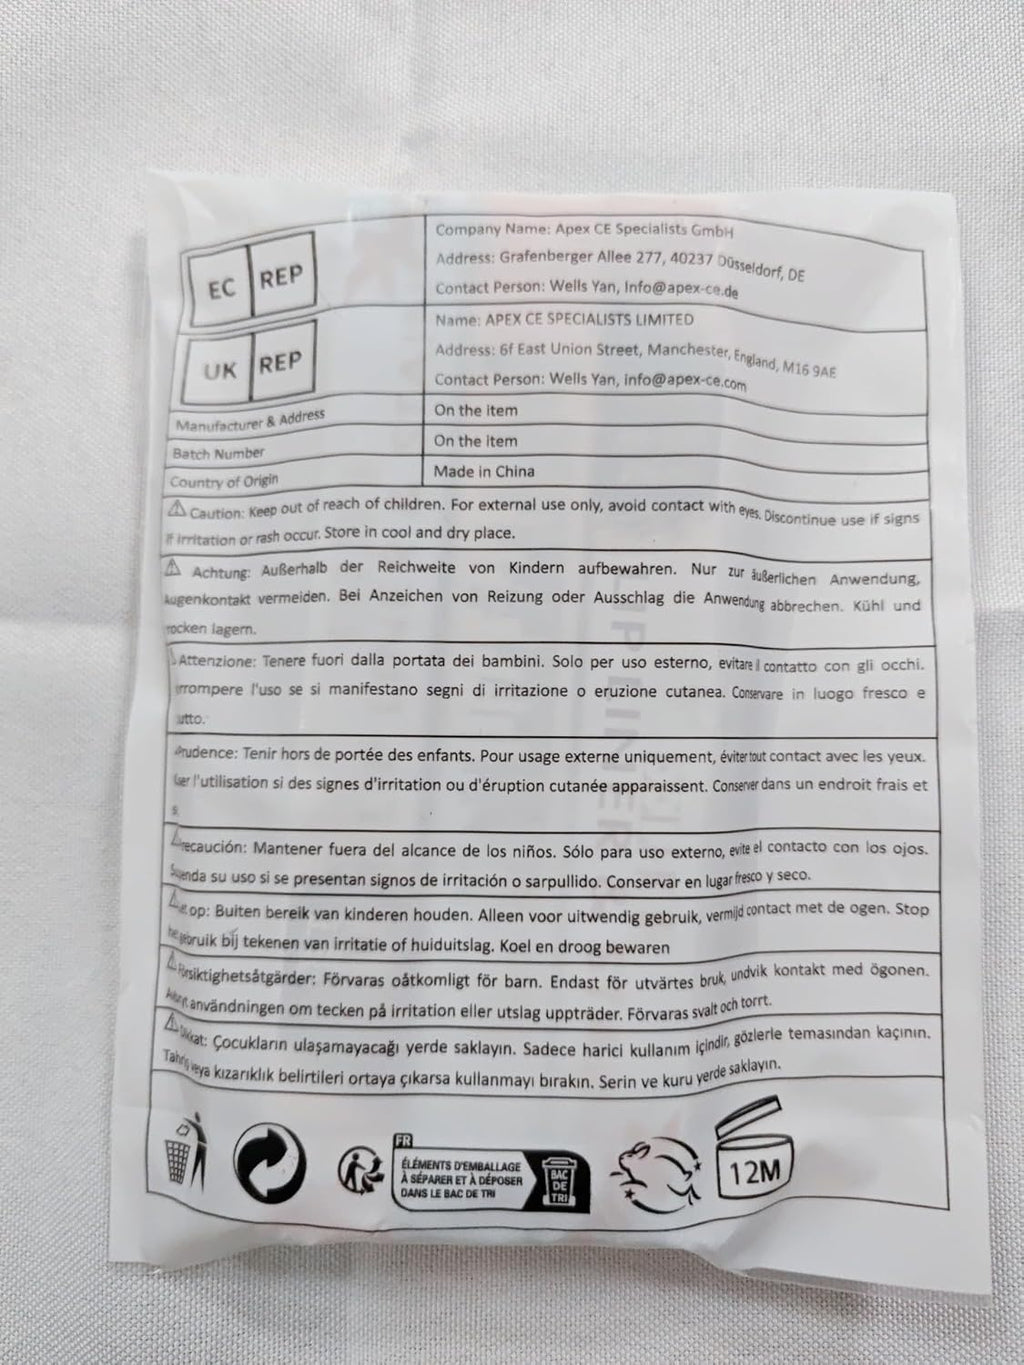 EC REP
Company Name: Apex CE Specialists GmbH
Address: Grafenberger Allee 277, 40237 Düsseldorf, DE
Contact Person: Wells Yan, Info@apex-ce.de
UK REP
Name: APEX CE SPECIALISTS LIMITED
Address: 6f East Union Street, Manchester, England, M16 9AE
Contact Person: Wells Yan, info@apex-ce.com
Manufacturer & Address On the item
Batch Number On the item
Country of Origin Made in China
Caution: Keep out of reach of children. For external use only, avoid contact with eyes. Discontinue use if signs
if irritation or rash occur. Store in cool and dry place.
Achtung: Außerhalb der Reichweite von Kindern aufbewahren. Nur zur äußerlichen Anwendung,
Augenkontakt vermeiden. Bei Anzeichen von Reizung oder Ausschlag die Anwendung abbrechen. Kühl und
rocken lagern.
Attenzione: Tenere fuori dalla portata dei bambini. Solo per uso esterno, evitare il contatto con gli occhi.
rrompere l'uso se si manifestano segni di irritazione o eruzione cutanea. Conservare in luogo fresco e
utto.
Prudence: Tenir hors de portée des enfants. Pour usage externe uniquement, éviter tout contact avec les yeux.
ser l'utilisation si des signes d'irritation ou d'éruption cutanée apparaissent. Conserver dans un endroit frais et
s.
recaución: Mantener fuera del alcance de los niños. Sólo para uso externo, evite el contacto con los ojos.
su uso si se presentan signos de irritación o sarpullido. Conservar en lugar fresco y seco.
op: Buiten bereik van kinderen houden. Alleen voor uitwendig gebruik, vermijd contact met de ogen. Stop
het gebruik bij tekenen van irritatie of huiduitslag. Koel en droog bewaren
Försiktighetsåtgärder: Förvaras oåtkomligt för barn. Endast för utvärtes bruk, undvik kontakt med ögonen.
användningen om tecken på irritation eller utslag uppträder. Förvaras svalt och torrt.
Dikkat: Çocukların ulaşamayacağı yerde saklayın. Sadece harici kullanım içindir, gözlerle temasından kaçının.
Tahriş veya kızarıklık belirtileri ortaya çıkarsa kullanmayı bırakın. Serin ve kuru yerde saklayın.
FR
ÉLÉMENTS D'EMBALLAGE
À SÉPARER ET À DÉPOSER
DANS LE BAC DE TRI
BAC
DE
TRI
12M